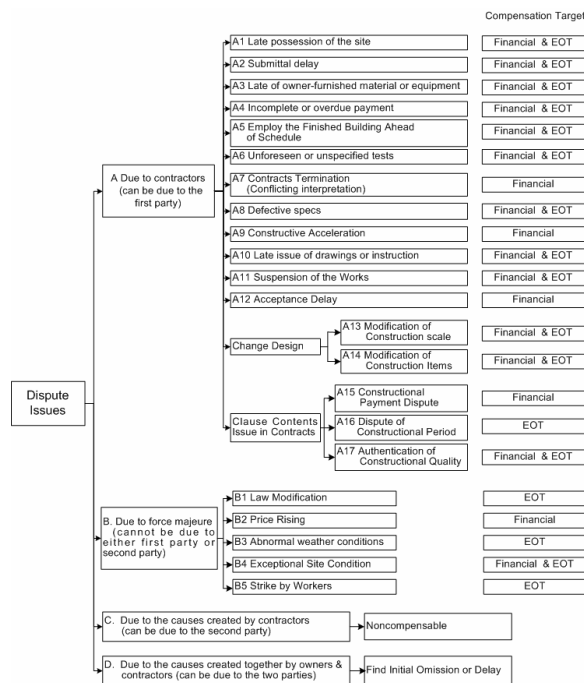 Compensation Target
A1 Late possession of the site
Financial & EOT
A2 Submittal delay
Financial & EOT
A3 Late of owner-furnished material or equipment
Financial & EOT
A4 Incomplete or overdue payment
Financial & EOT
A5 Employ the Finished Building Ahead
of Schedule
Financial & EOT
A6 Unforeseen or unspecified tests
Financial & EOT
A Due to contractors
(can be due to the
first party)
A7 Contracts Termination
(Conflicting interpretation)
Financial
A8 Defective specs
Financial & EOT
A9 Constructive Acceleration
Financial
A10 Late issue of drawings or instruction
Financial & EOT
A11 Suspension of the Works
Financial & EOT
A12 Acceptance Delay
Financial
Change Design
A13 Modification of
Construction scale
Financial & EOT
A14 Modification of
Construction Items
Financial & EOT
Dispute
Issues
Clause Contents
Issue in Contracts
A15 Constructional
Payment Dispute
Financial
A16 Dispute of
Constructional Period
EOT
A17 Authentication of
Constructional Quality
Financial & EOT
B. Due to force majeure
(cannot be due to
either first party or
second party)
B1 Law Modification
EOT
B2 Price Rising
Financial
B3 Abnormal weather conditions
EOT
B4 Exceptional Site Condition
Financial & EOT
B5 Strike by Workers
EOT
C. Due to the causes created by contractors
(can be due to the second party)
Noncompensable
D. Due to the causes created together by owners &
contractors (can be due to the two parties)
Find Initial Omission or Delay